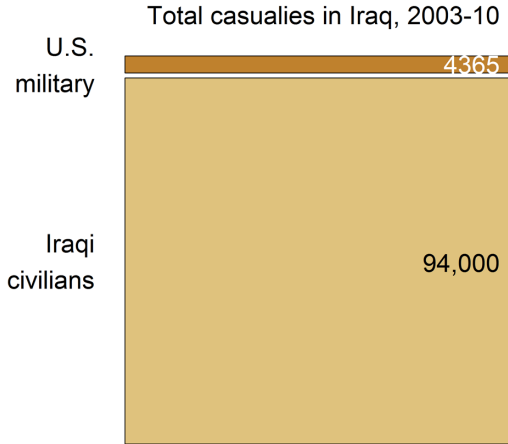 Total casualies in Iraq, 2003-10
U.S.
military
4365
Iraqi
civilians
94,000